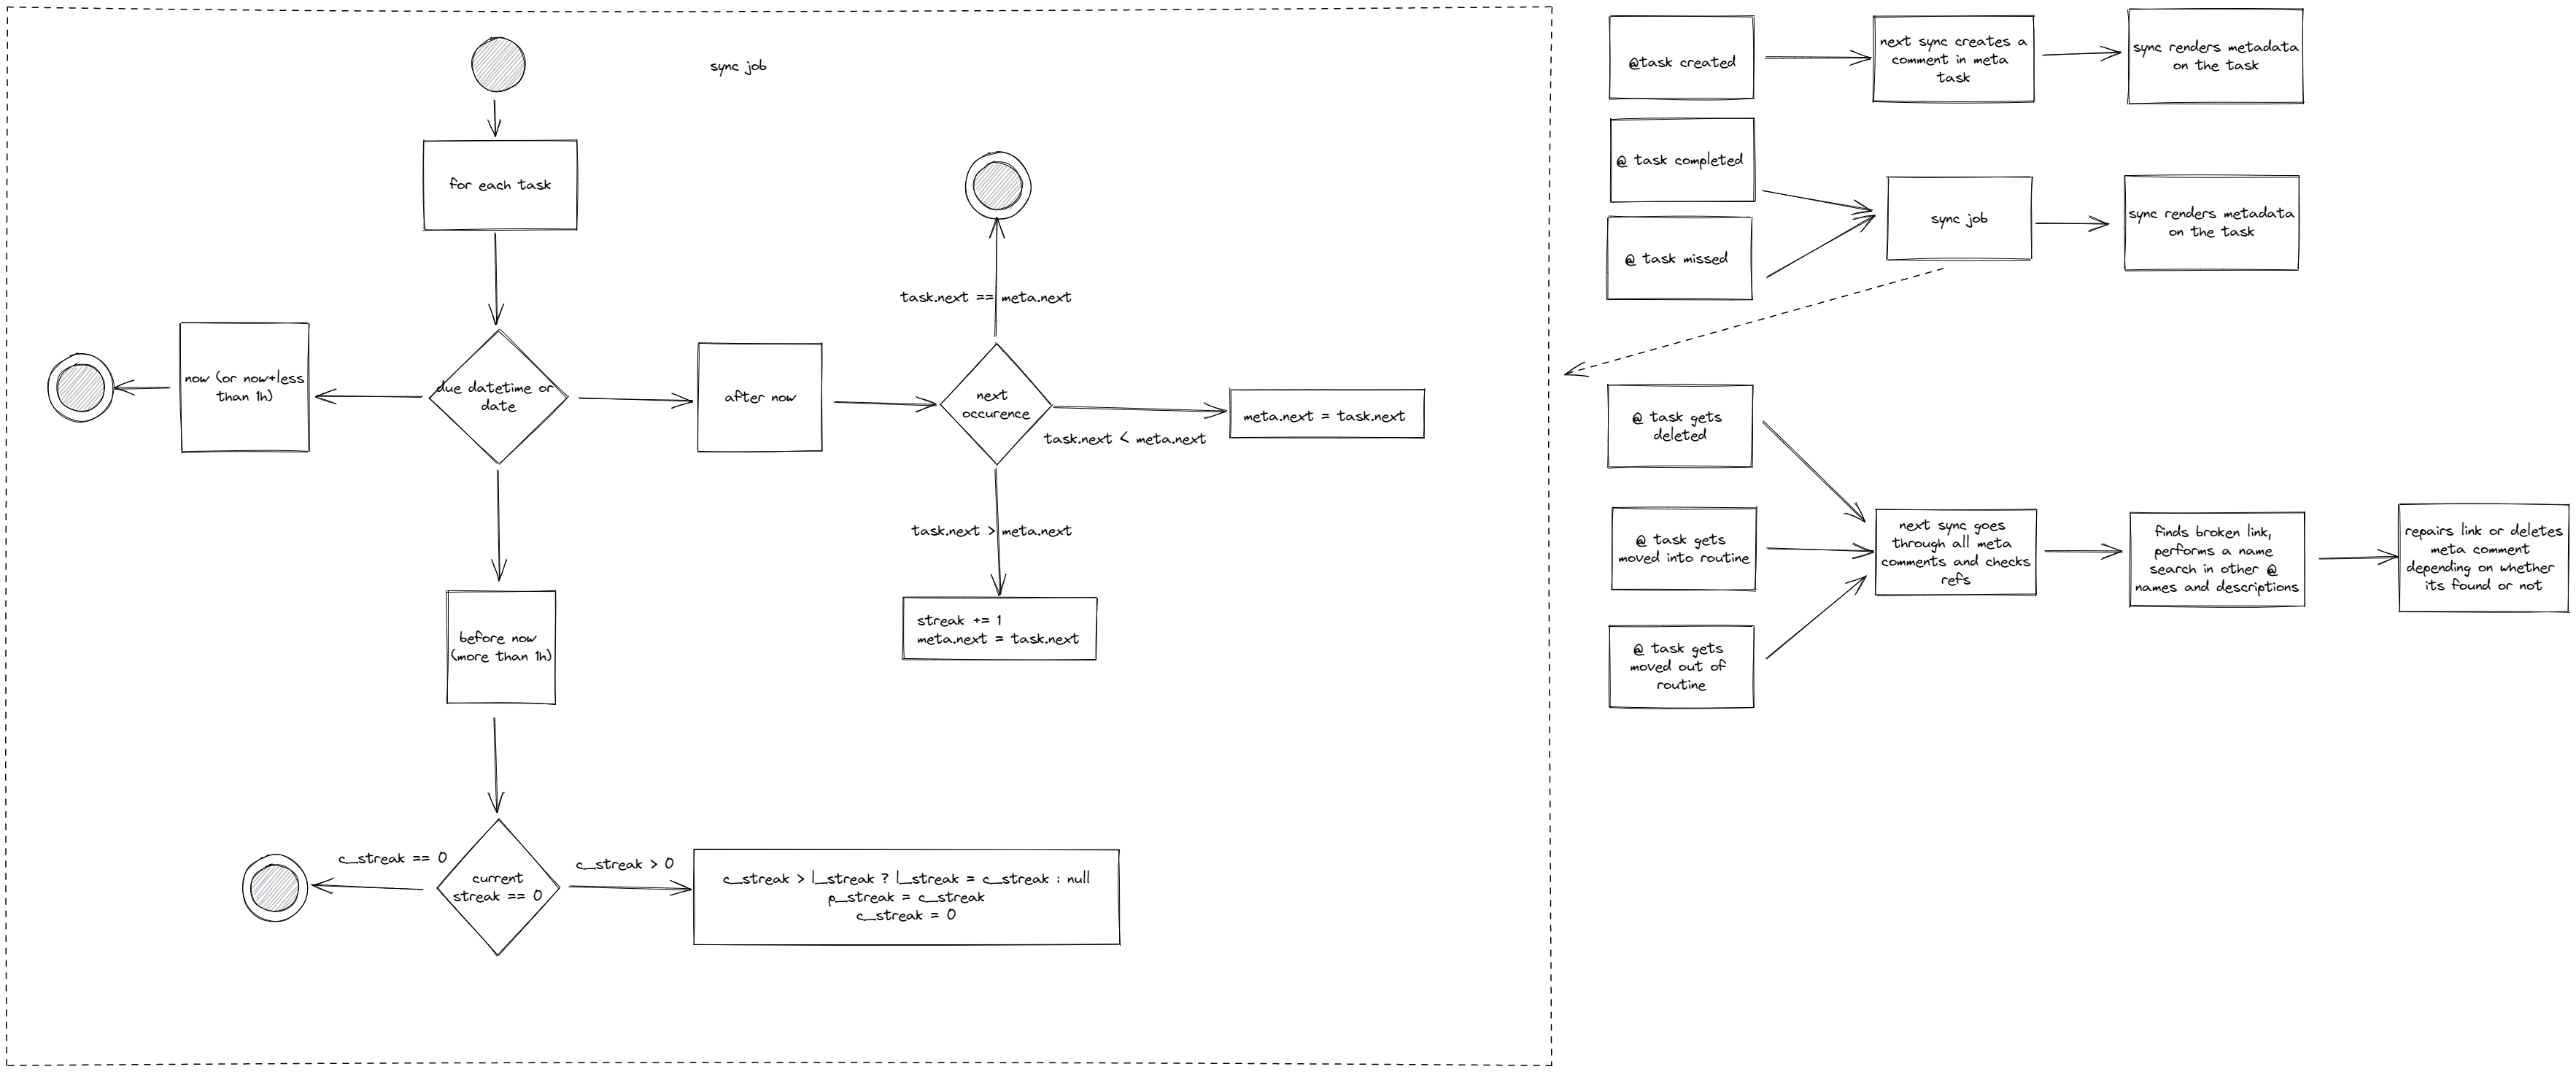 sync job
for each task
due datetime or
date
now (or now+less
than 1h)
after now
next
occurence
task.next == meta.next
task.next < meta.next
meta.next = task.next
task.next > meta.next
streak += 1
meta.next = task.next
before now
(more than 1h)
current
streak == 0
c_streak == 0
c_streak > 0
c_streak > l_streak ? l_streak = c_streak : null
p_streak = c_streak
c_streak = 0
@task created
next sync creates a
comment in meta
task
sync renders metadata
on the task
@ task completed
@ task missed
sync job
sync renders metadata
on the task
@ task gets
deleted
@ task gets
moved into routine
@ task gets
moved out of
routine
next sync goes
through all meta
comments and checks
refs
finds broken link,
performs a name
search in other @
names and descriptions
repairs link or deletes
meta comment
depending on whether
its found or not